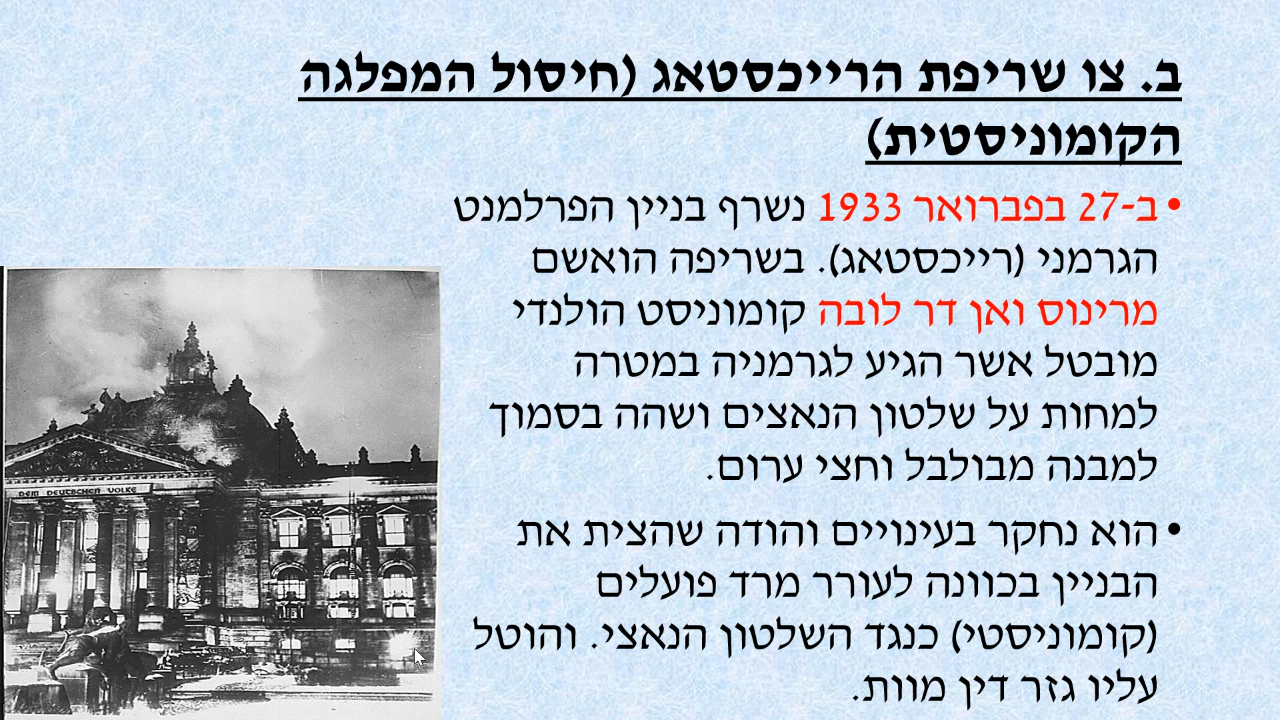 ב. צו שריפת הרייכסטאג (חיסול המפלגה
הקומוניסטית)
• ב-27 בפברואר 1933 נשרף בניין הפרלמנט
הגרמני (רייכסטאג). בשריפה הואשם
מרינוס ואן דר לובה קומוניסט הולנדי
מובטל אשר הגיע לגרמניה במטרה
למחות על שלטון הנאצים ושהה בסמוך
למבנה מבולבל וחצי ערום.
• הוא נחקר בעינויים והודה שהצית את
הבניין בכוונה לעורר מרד פועלים
(קומוניסטי) כנגד השלטון הנאצי. והוטל
עליו גזר דין מוות.
DEM DEUTSCHEN VOLKE